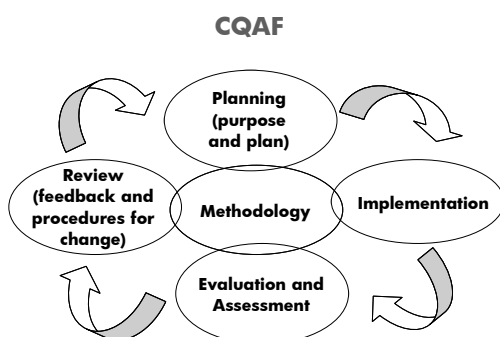 CQAF
Planning
(purpose
and plan)
Review
(feedback and
procedures for
change)
Methodology
Implementation
Evaluation and
Assessment